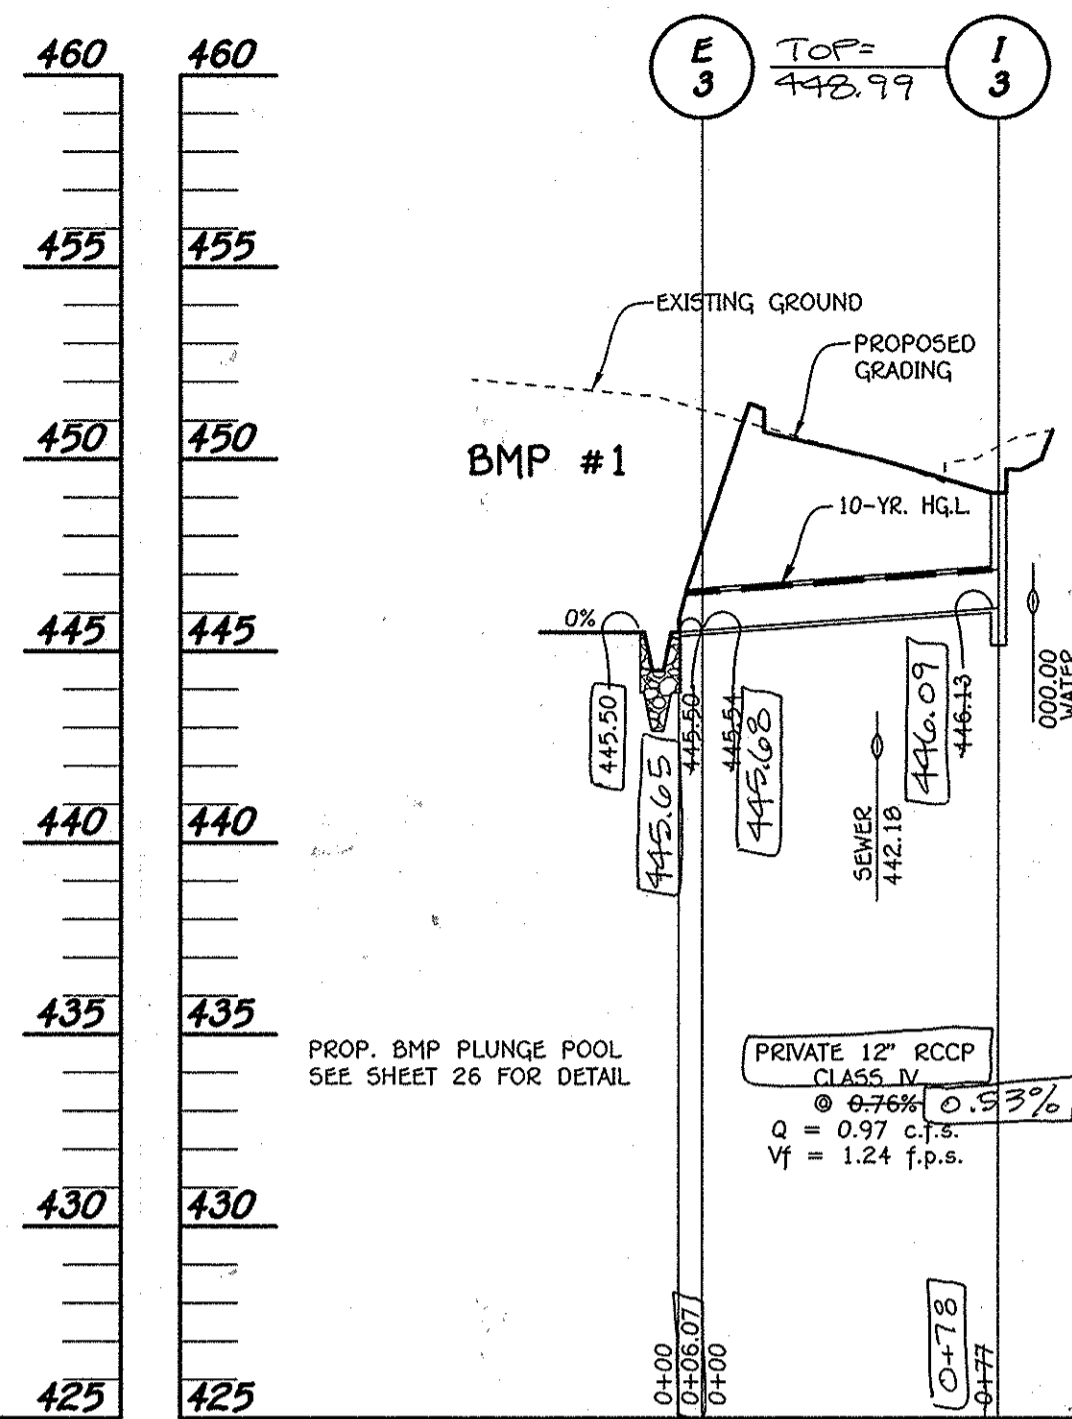 460 460
E
3
TOP=
448.99
I
3
455 455
EXISTING GROUND
PROPOSED
GRADING
450 450
BMP #1
10-YR. HG.L.
0%
445 445
445.50
445.65
445.50
445.54
445.68
446.09
446.13
000.00
WATER
SEWER
442.18
440 440
435 435
PROP. BMP PLUNGE POOL
SEE SHEET 26 FOR DETAIL
PRIVATE 12" RCCP
CLASS IV
@ 0.76% 0.53%
Q = 0.97 c.f.s.
Vf = 1.24 f.p.s.
430 430
0+00
0+06.07
0+00
0+78
0+77
425 425